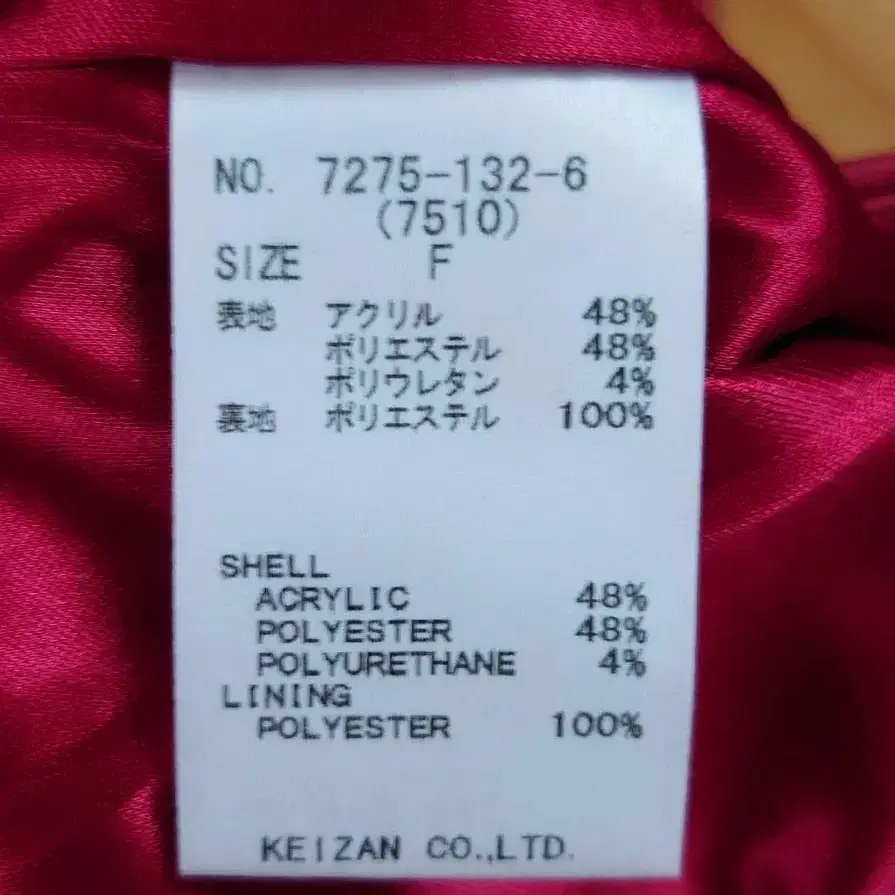 NO. 7275-132-6
(7510)
SIZE F
表地 アクリル 48%
ポリエステル 48%
ポリウレタン 4%
裏地 ポリエステル 100%
SHELL
ACRYLIC 48%
POLYESTER 48%
POLYURETHANE 4%
LINING
POLYESTER 100%
KEIZAN CO.,LTD.